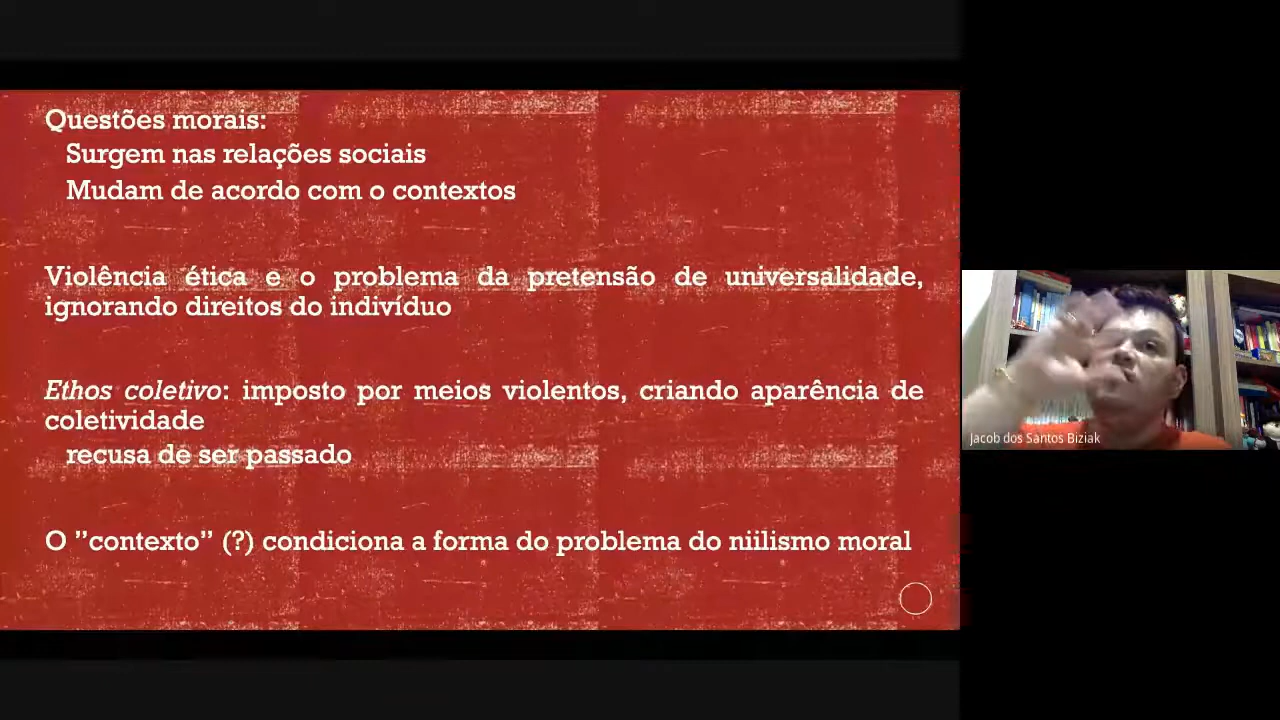 Questões morais:
Surgem nas relações sociais
Mudam de acordo com o contextos
Violência ética e o problema da pretensão de universalidade,
ignorando direitos do indivíduo
Ethos coletivo: imposto por meios violentos, criando aparência de
coletividade
recusa de ser passado
O ”contexto” (?) condiciona a forma do problema do niilismo moral
Jacob dos Santos Biziak